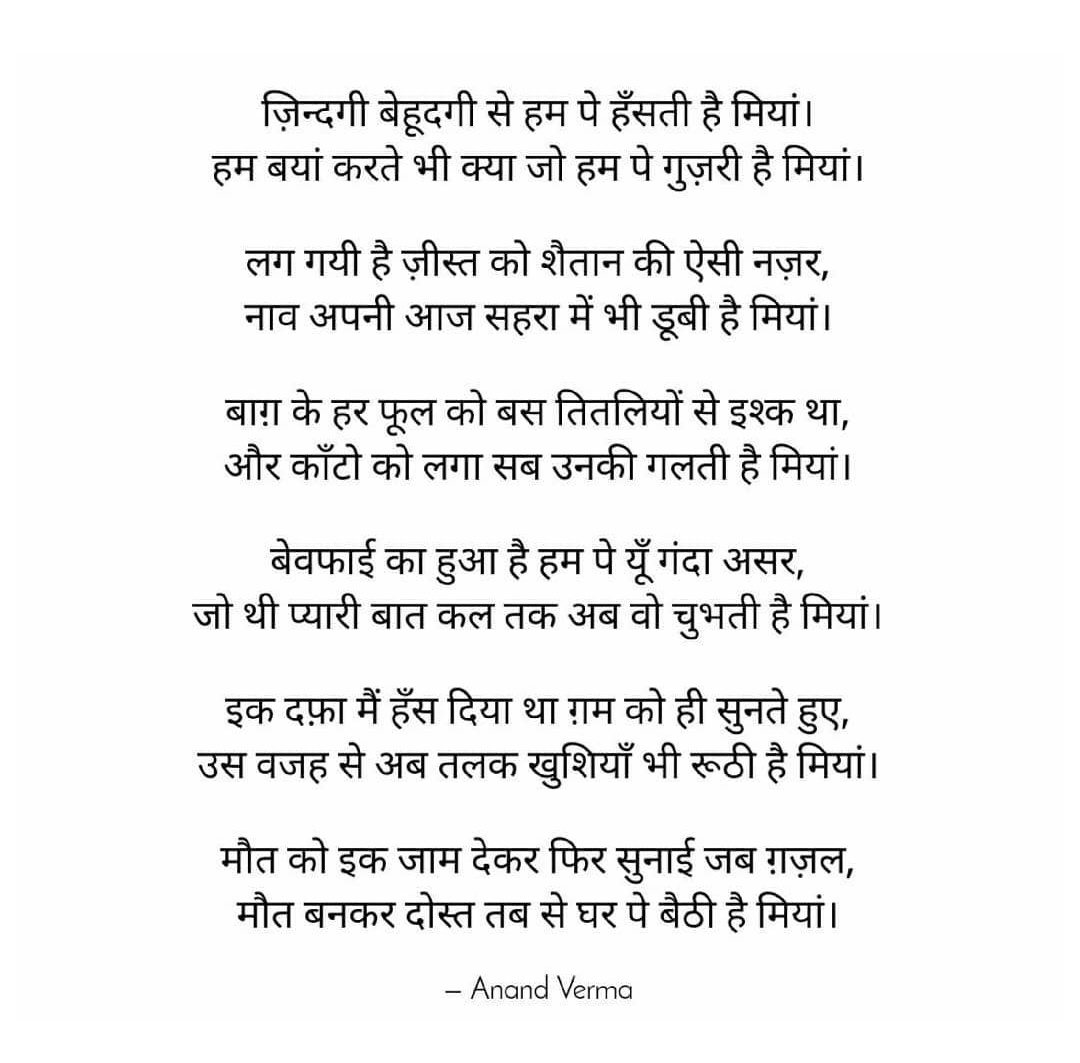 ज़िन्दगी बेहूदगी से हम पे हँसती है मियां।
हम बयां करते भी क्या जो हम पे गुज़री है मियां।
लग गयी है ज़ीस्त को शैतान की ऐसी नज़र,
नाव अपनी आज सहरा में भी डूबी है मियां।
बाग़ के हर फूल को बस तितलियों से इश्क था,
और काँटो को लगा सब उनकी गलती है मियां।
बेवफाई का हुआ है हम पे यूँ गंदा असर,
जो थी प्यारी बात कल तक अब वो चुभती है मियां।
इक दफ़ा मैं हँस दिया था ग़म को ही सुनते हुए,
उस वजह से अब तलक खुशियाँ भी रूठी है मियां।
मौत को इक जाम देकर फिर सुनाई जब ग़ज़ल,
मौत बनकर दोस्त तब से घर पे बैठी है मियां।
– Anand Verma